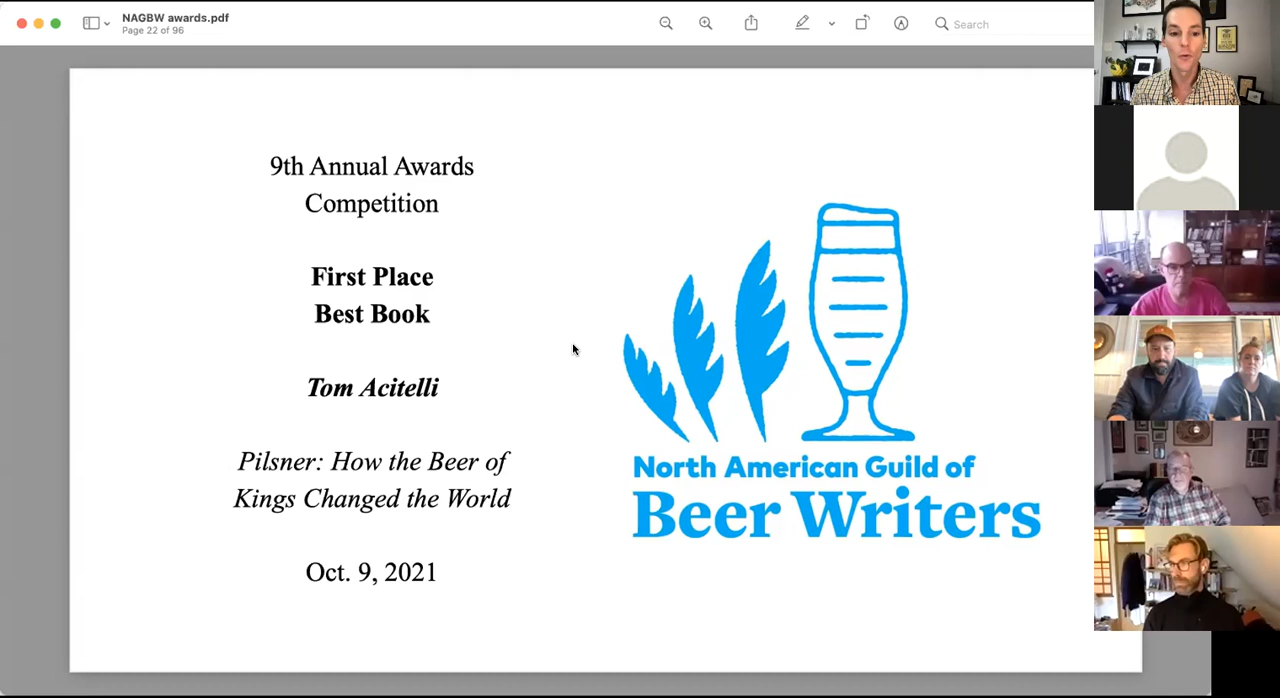 NAGBW awards.pdf
Page 22 of 96
Search
9th Annual Awards
Competition
First Place
Best Book
Tom Acitelli
Pilsner: How the Beer of
Kings Changed the World
Oct. 9, 2021
North American Guild of
Beer Writers